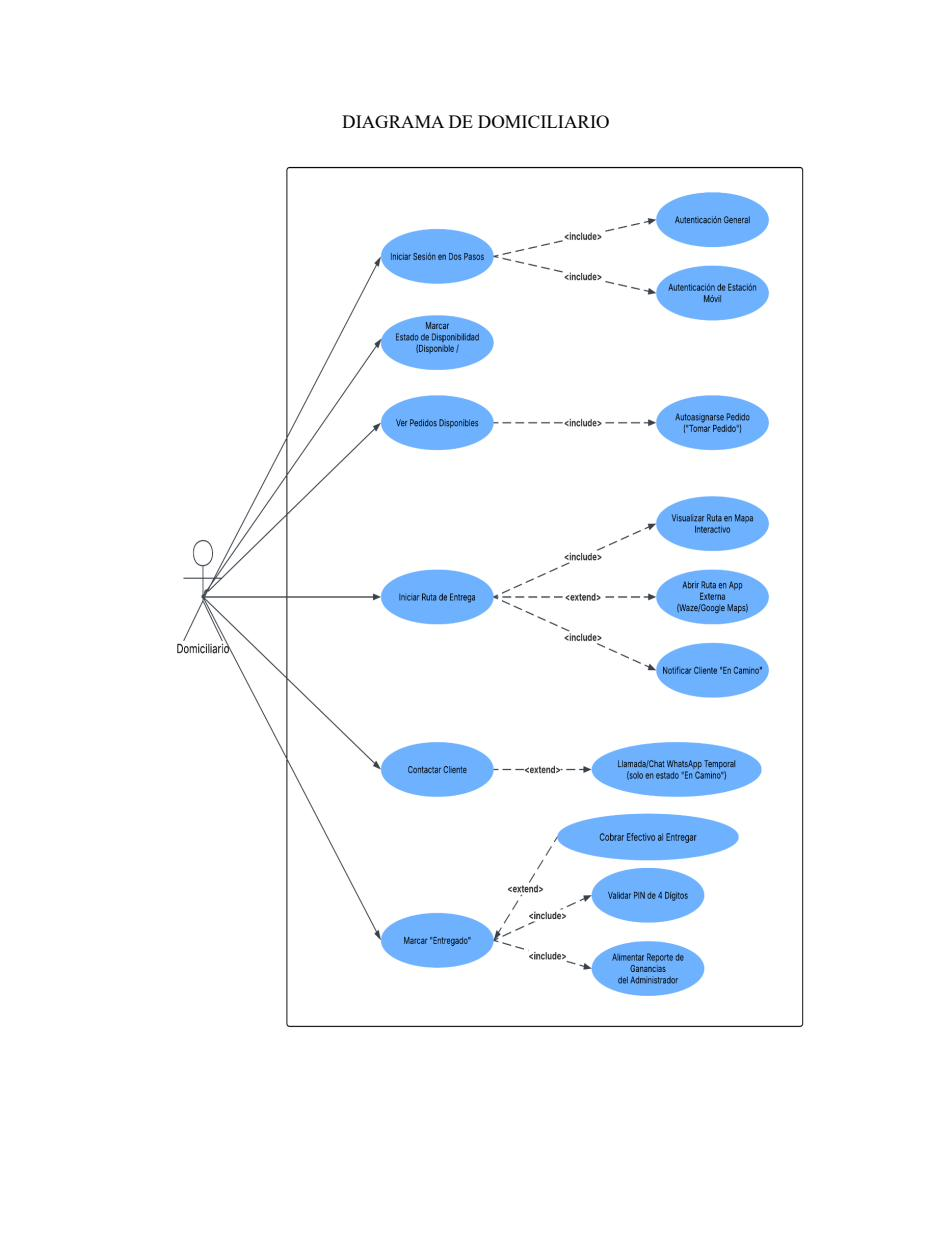 DIAGRAMA DE DOMICILIARIO
Autenticación General
<include>
Iniciar Sesión en Dos Pasos
<include>
Autenticación de Estación
Móvil
Marcar
Estado de Disponibilidad
(Disponible /
Ver Pedidos Disponibles
<include>
Autoasignarse Pedido
("Tomar Pedido")
Visualizar Ruta en Mapa
Interactivo
<include>
Iniciar Ruta de Entrega
<extend>
Abrir Ruta en App
Externa
(Waze/Google Maps)
<include>
Notificar Cliente "En Camino"
Domiciliario
Contactar Cliente
<extend>
Llamada/Chat WhatsApp Temporal
(solo en estado "En Camino")
Cobrar Efectivo al Entregar
<extend>
Validar PIN de 4 Dígitos
<include>
Marcar "Entregado"
<include>
Alimentar Reporte de
Ganancias
del Administrador